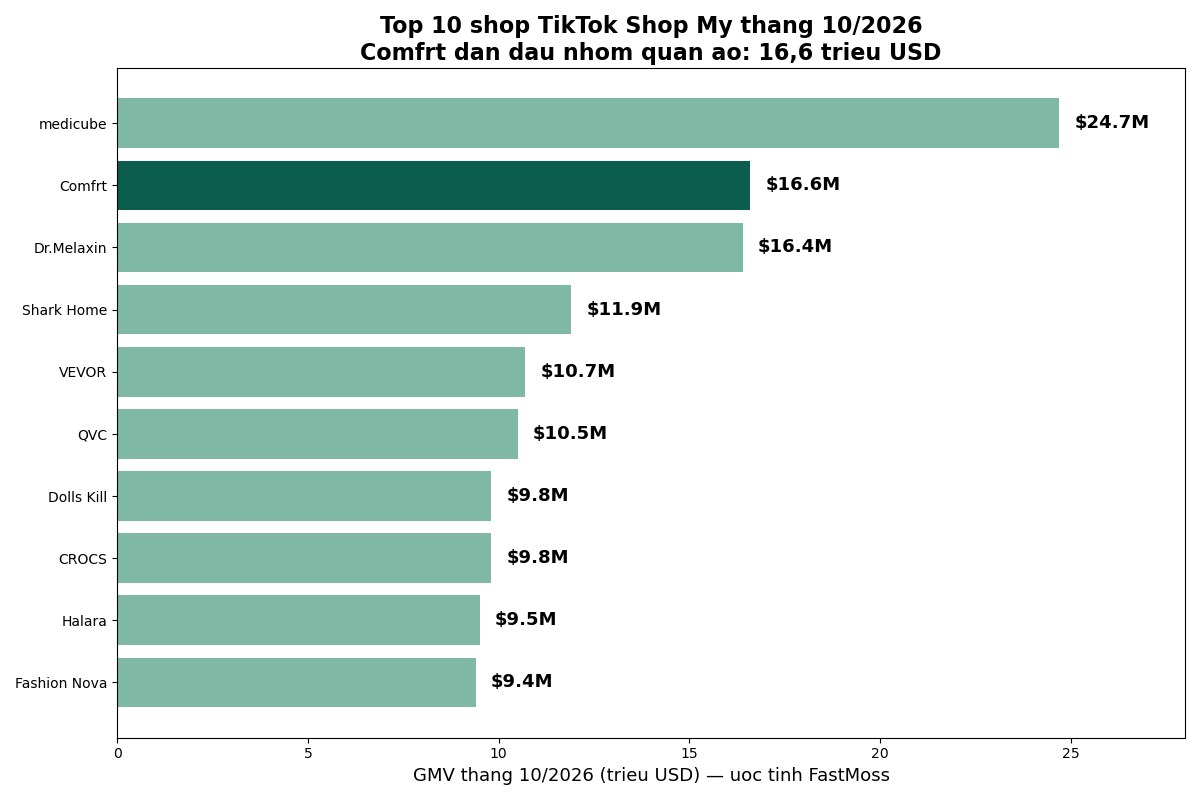 Top 10 shop TikTok Shop My thang 10/2026
Comfrt dan dau nhom quan ao: 16,6 trieu USD
medicube $24.7M
Comfrt $16.6M
Dr.Melaxin $16.4M
Shark Home $11.9M
VEVOR $10.7M
QVC $10.5M
Dolls Kill $9.8M
CROCS $9.8M
Halara $9.5M
Fashion Nova $9.4M
0 5 10 15 20 25
GMV thang 10/2026 (trieu USD) — uoc tinh FastMoss